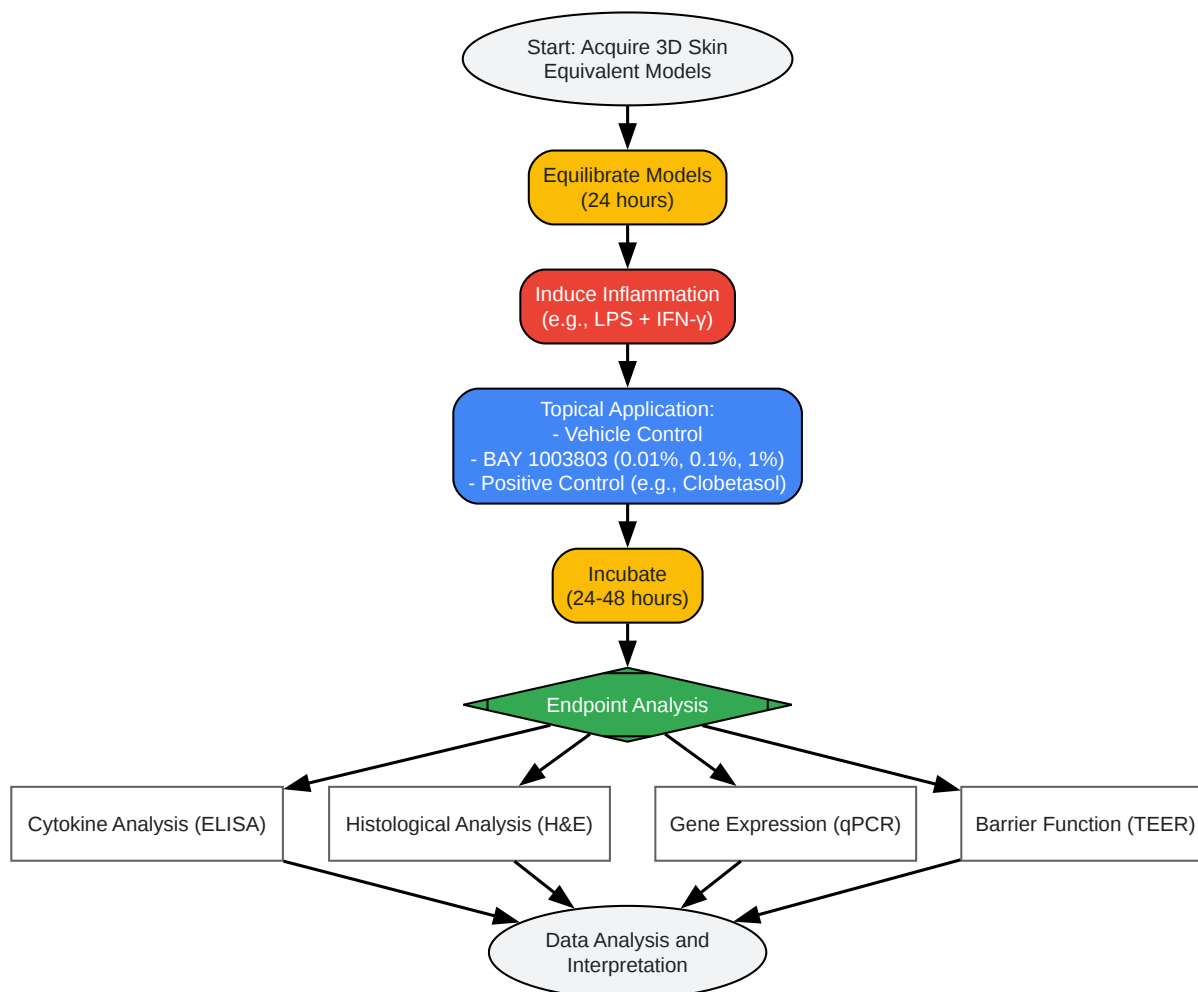 Start: Acquire 3D Skin
Equivalent Models
Equilibrate Models
(24 hours)
Induce Inflammation
(e.g., LPS + IFN-γ)
Topical Application:
- Vehicle Control
- BAY 1003803 (0.01%, 0.1%, 1%)
- Positive Control (e.g., Clobetasol)
Incubate
(24-48 hours)
Endpoint Analysis
Cytokine Analysis (ELISA)
Histological Analysis (H&E)
Gene Expression (qPCR)
Barrier Function (TEER)
Data Analysis and
Interpretation